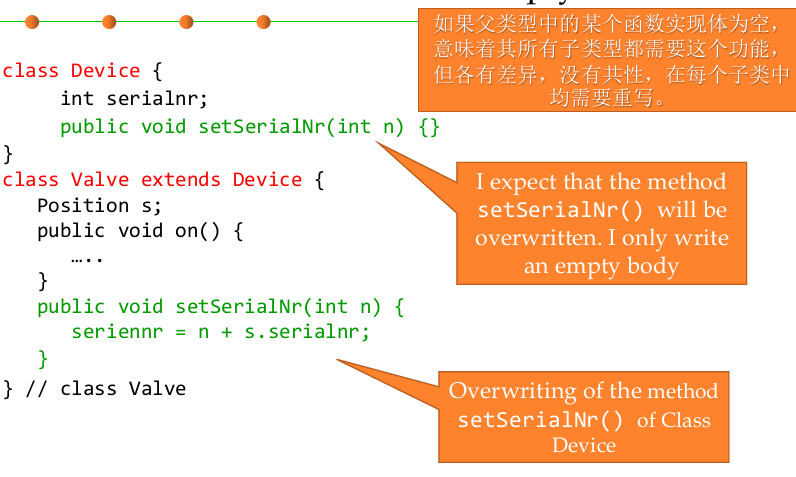 如果父类型中的某个函数实现体为空，
意味着其所有子类型都需要这个功能，
但各有差异，没有共性，在每个子类中
均需要重写。
class Device {
int serialnr;
public void setSerialNr(int n) {}
}
class Valve extends Device {
Position s;
public void on() {
…..
}
public void setSerialNr(int n) {
seriennr = n + s.serialnr;
}
} // class Valve
I expect that the method
setSerialNr() will be
overwritten. I only write
an empty body
Overwriting of the method
setSerialNr() of Class
Device